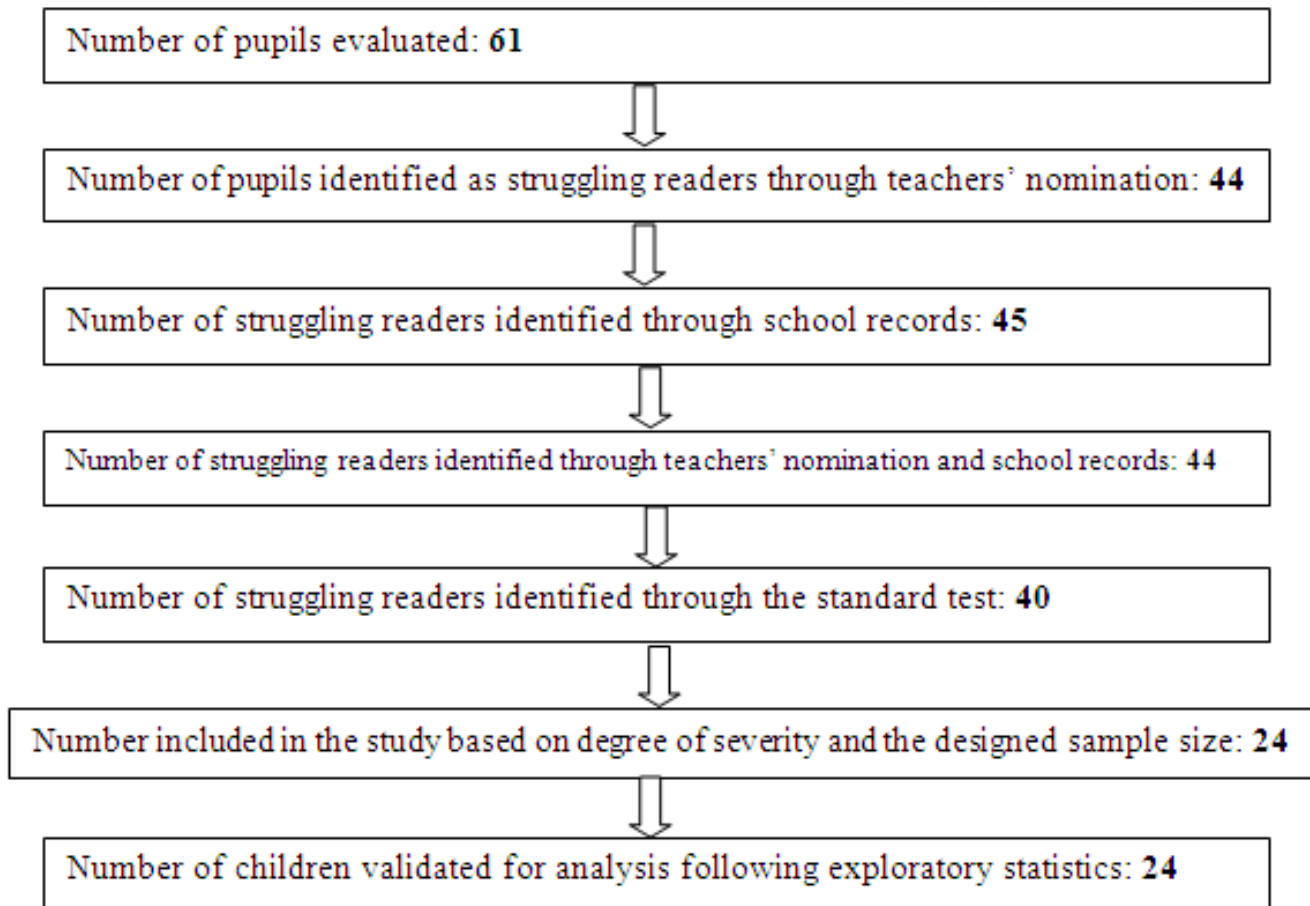 Number of pupils evaluated: 61
Number of pupils identified as struggling readers through teachers’ nomination: 44
Number of struggling readers identified through school records: 45
Number of struggling readers identified through teachers’ nomination and school records: 44
Number of struggling readers identified through the standard test: 40
Number included in the study based on degree of severity and the designed sample size: 24
Number of children validated for analysis following exploratory statistics: 24